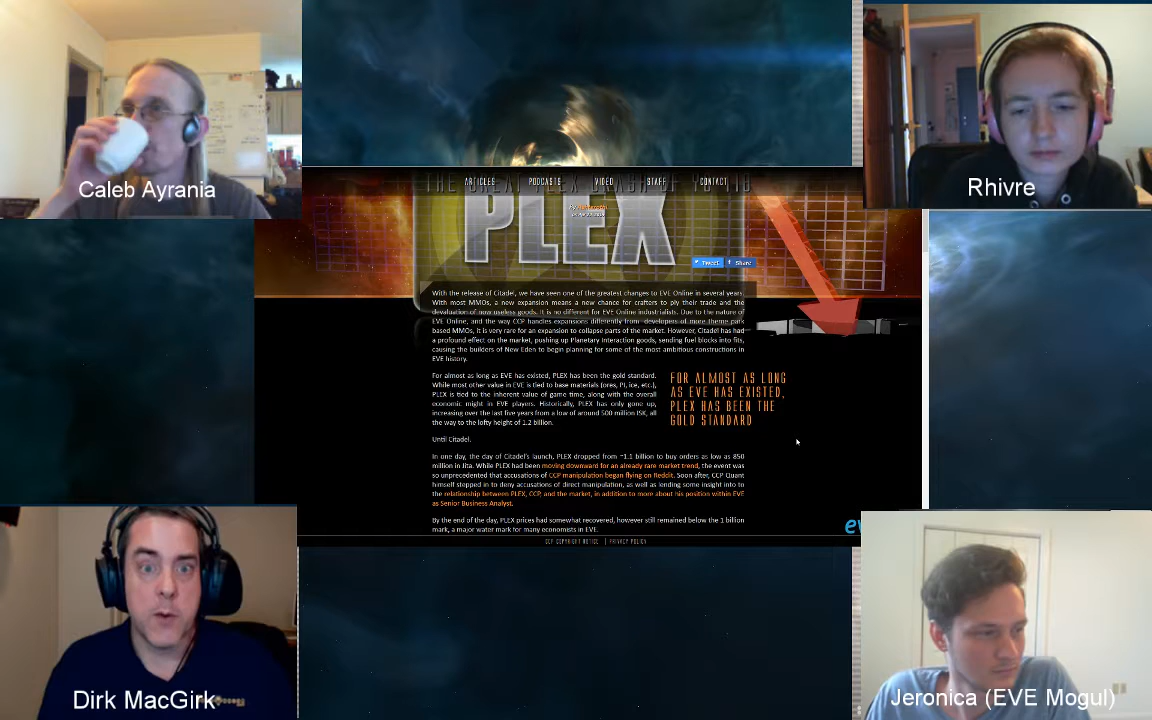 Caleb Ayrania
Rhivre
ARTICLES PODCASTS VIDEO STAFF CONTACT
THE GREAT PLEX CRASH OF YC118
By
PLEX
Tweet Share
With the release of Citadel, we have seen one of the greatest changes to EVE Online in several years.
With most MMOs, a new expansion means a new chance for crafters to ply their trade and the
devaluation of now useless goods. It is no different for EVE Online industrialists. Due to the nature of
EVE Online, and the way CCP handles expansions differently from developers of more theme park
based MMOs, it is very rare for an expansion to collapse parts of the market. However, Citadel has had
a profound effect on the market, pushing up Planetary Interaction goods, sending fuel blocks into fits,
causing the builders of New Eden to begin planning for some of the most ambitious constructions in
EVE history.
For almost as long as EVE has existed, PLEX has been the gold standard.
While most other value in EVE is tied to base materials (ores, PI, ice, etc.),
PLEX is tied to the inherent value of game time, along with the overall
economic might in EVE players. Historically, PLEX has only gone up,
increasing over the last five years from a low of around 500 million ISK, all
the way to the lofty height of 1.2 billion.
FOR ALMOST AS LONG
AS EVE HAS EXISTED,
PLEX HAS BEEN THE
GOLD STANDARD
Until Citadel.
In one day, the day of Citadel's launch, PLEX dropped from ~1.1 billion to buy orders as low as 850
million in Jita. While PLEX had been moving downward for an already rare market trend, the event was
so unprecedented that accusations of CCP manipulation began flying on Reddit. Soon after, CCP Quant
himself stepped in to deny accusations of direct manipulation, as well as lending some insight into to
the relationship between PLEX, CCP, and the market, in addition to more about his position within EVE
as Senior Business Analyst.
By the end of the day, PLEX prices had somewhat recovered, however still remained below the 1 billion
mark, a major water mark for many economists in EVE.
ev
CCP COPYRIGHT NOTICE | PRIVACY POLICY
Dirk MacGirk
Jeronica (EVE Mogul)